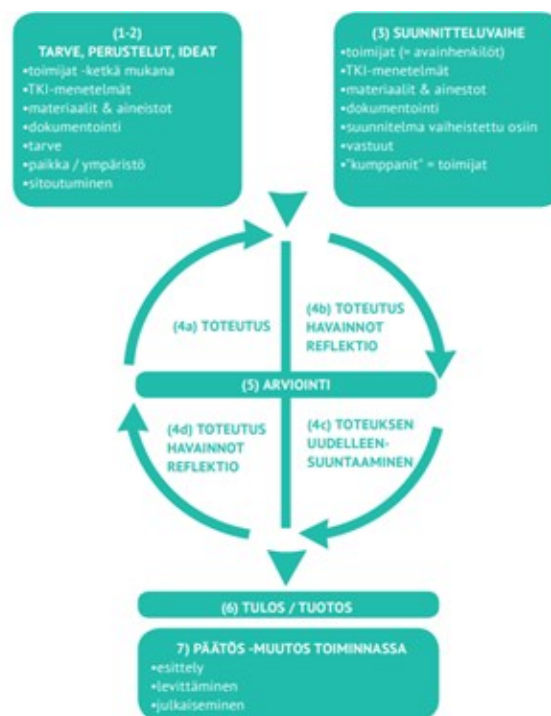 (1-2)
TARVE, PERUSTELUT, IDEAT
•toimijat -ketkä mukana
•TKI-menetelmät
•materiaalit & aineistot
•dokumentointi
•tarve
•paikka / ympäristö
•sitoutuminen
(3) SUUNNITTELUVAIHE
•toimijat (= avainhenkilöt)
•TKI-menetelmät
•materiaalit & ainestot
•dokumentointi
•suunnitelma vaiheistettu osiin
•vastuut
•"kumppanit" = toimijat
(4a) TOTEUTUS
(4b) TOTEUTUS
HAVAINNOT
REFLEKTIO
(5) ARVIOINTI
(4d) TOTEUTUS
HAVAINNOT
REFLEKTIO
(4c) TOTEUKSEN
UUDELLEEN-
SUUNTAAMINEN
(6) TULOS / TUOTOS
7) PÄÄTÖS -MUUTOS TOIMINNASSA
•esittely
•levittäminen
•julkaiseminen